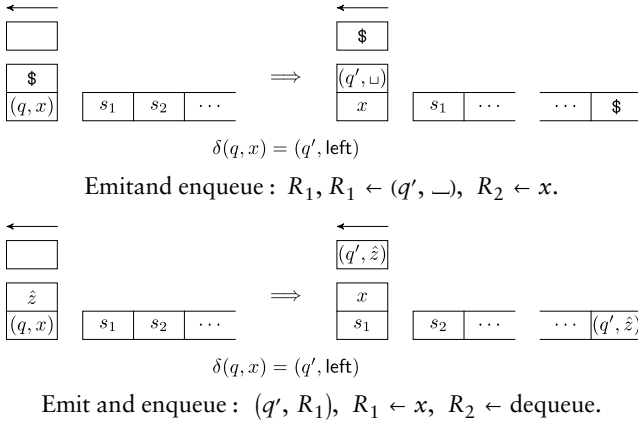 $
$ (q′, ␣)
(q, x) s₁ s₂ ⋯ ⟹ x s₁ ⋯ ⋯ $
δ(q, x) = (q′, left)
Emitand enqueue : R₁, R₁ ← (q′, ⎵), R₂ ← x.
(q′, ẑ)
ẑ ⟹ x
(q, x) s₁ s₂ ⋯ s₁ s₂ ⋯ ⋯ (q′, ẑ)
δ(q, x) = (q′, left)
Emit and enqueue : (q′, R₁), R₁ ← x, R₂ ← dequeue.